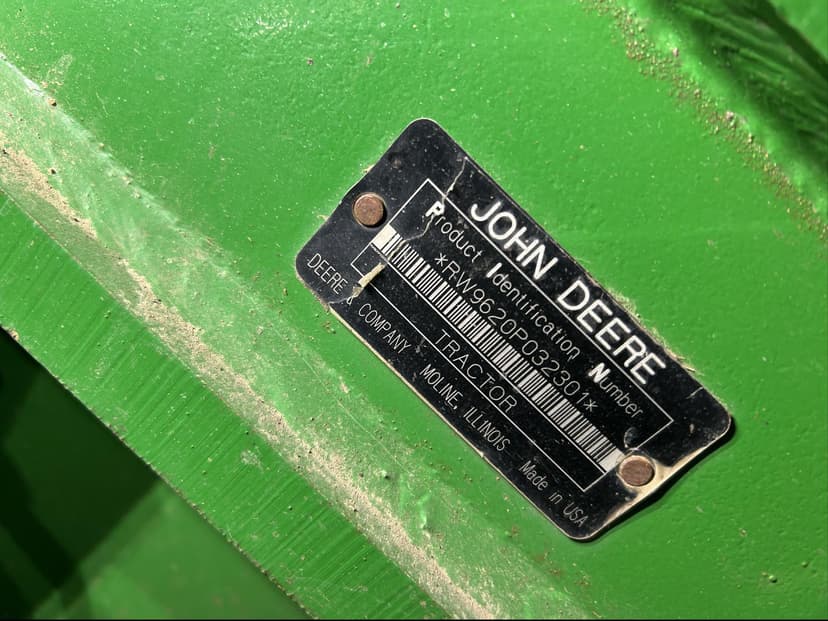 JOHN DEERE
Product Identification Number
*RW9620P032301*
TRACTOR
DEERE & COMPANY MOLINE, ILLINOIS Made in USA